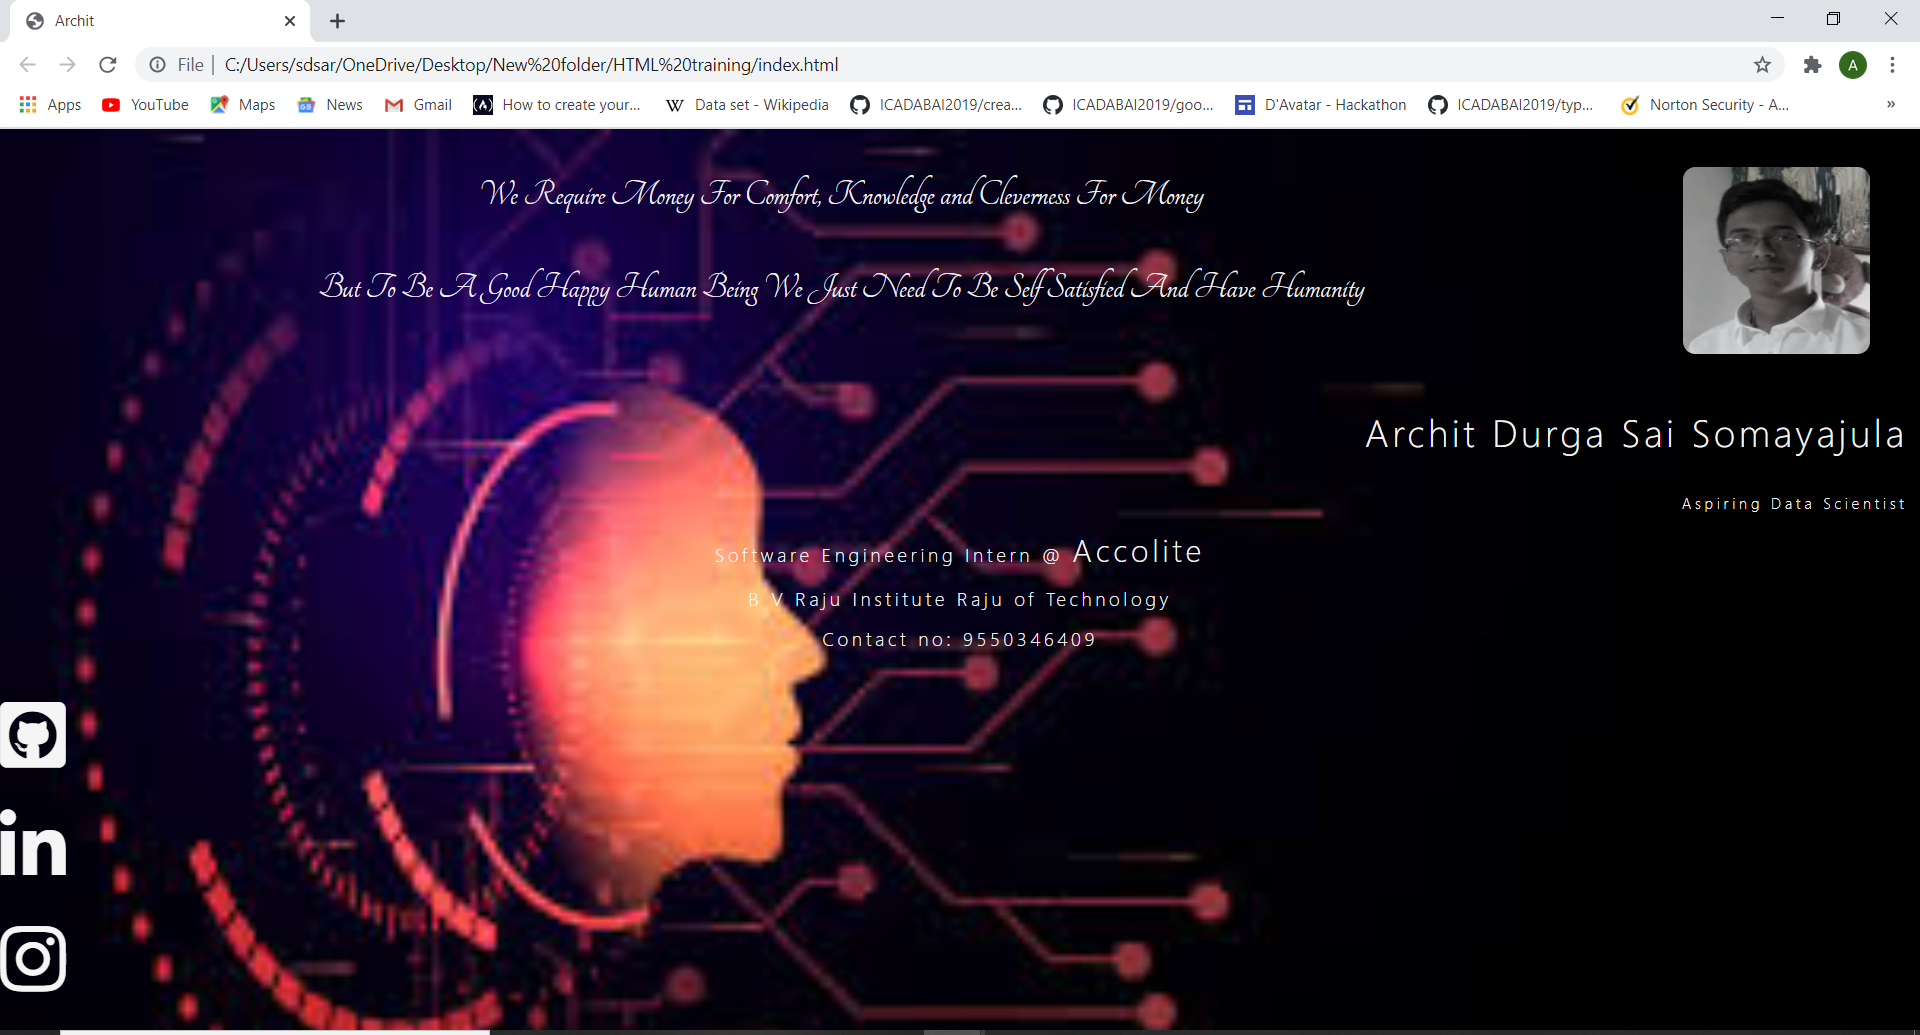 Archit
File
C:/Users/sdsar/OneDrive/Desktop/New%20folder/HTML%20training/index.html
A
Apps
YouTube
Maps
News
Gmail
How to create your...
Data set - Wikipedia
ICADABAI2019/crea...
ICADABAI2019/goo...
D'Avatar - Hackathon
ICADABAI2019/typ...
Norton Security - A...
»
We Require Money For Comfort, Knowledge and Cleverness For Money
But To Be A Good Happy Human Being We Just Need To Be Self Satisfied And Have Humanity
Archit Durga Sai Somayajula
Aspiring Data Scientist
Software Engineering Intern @ Accolite
B V Raju Institute Raju of Technology
Contact no: 9550346409
in